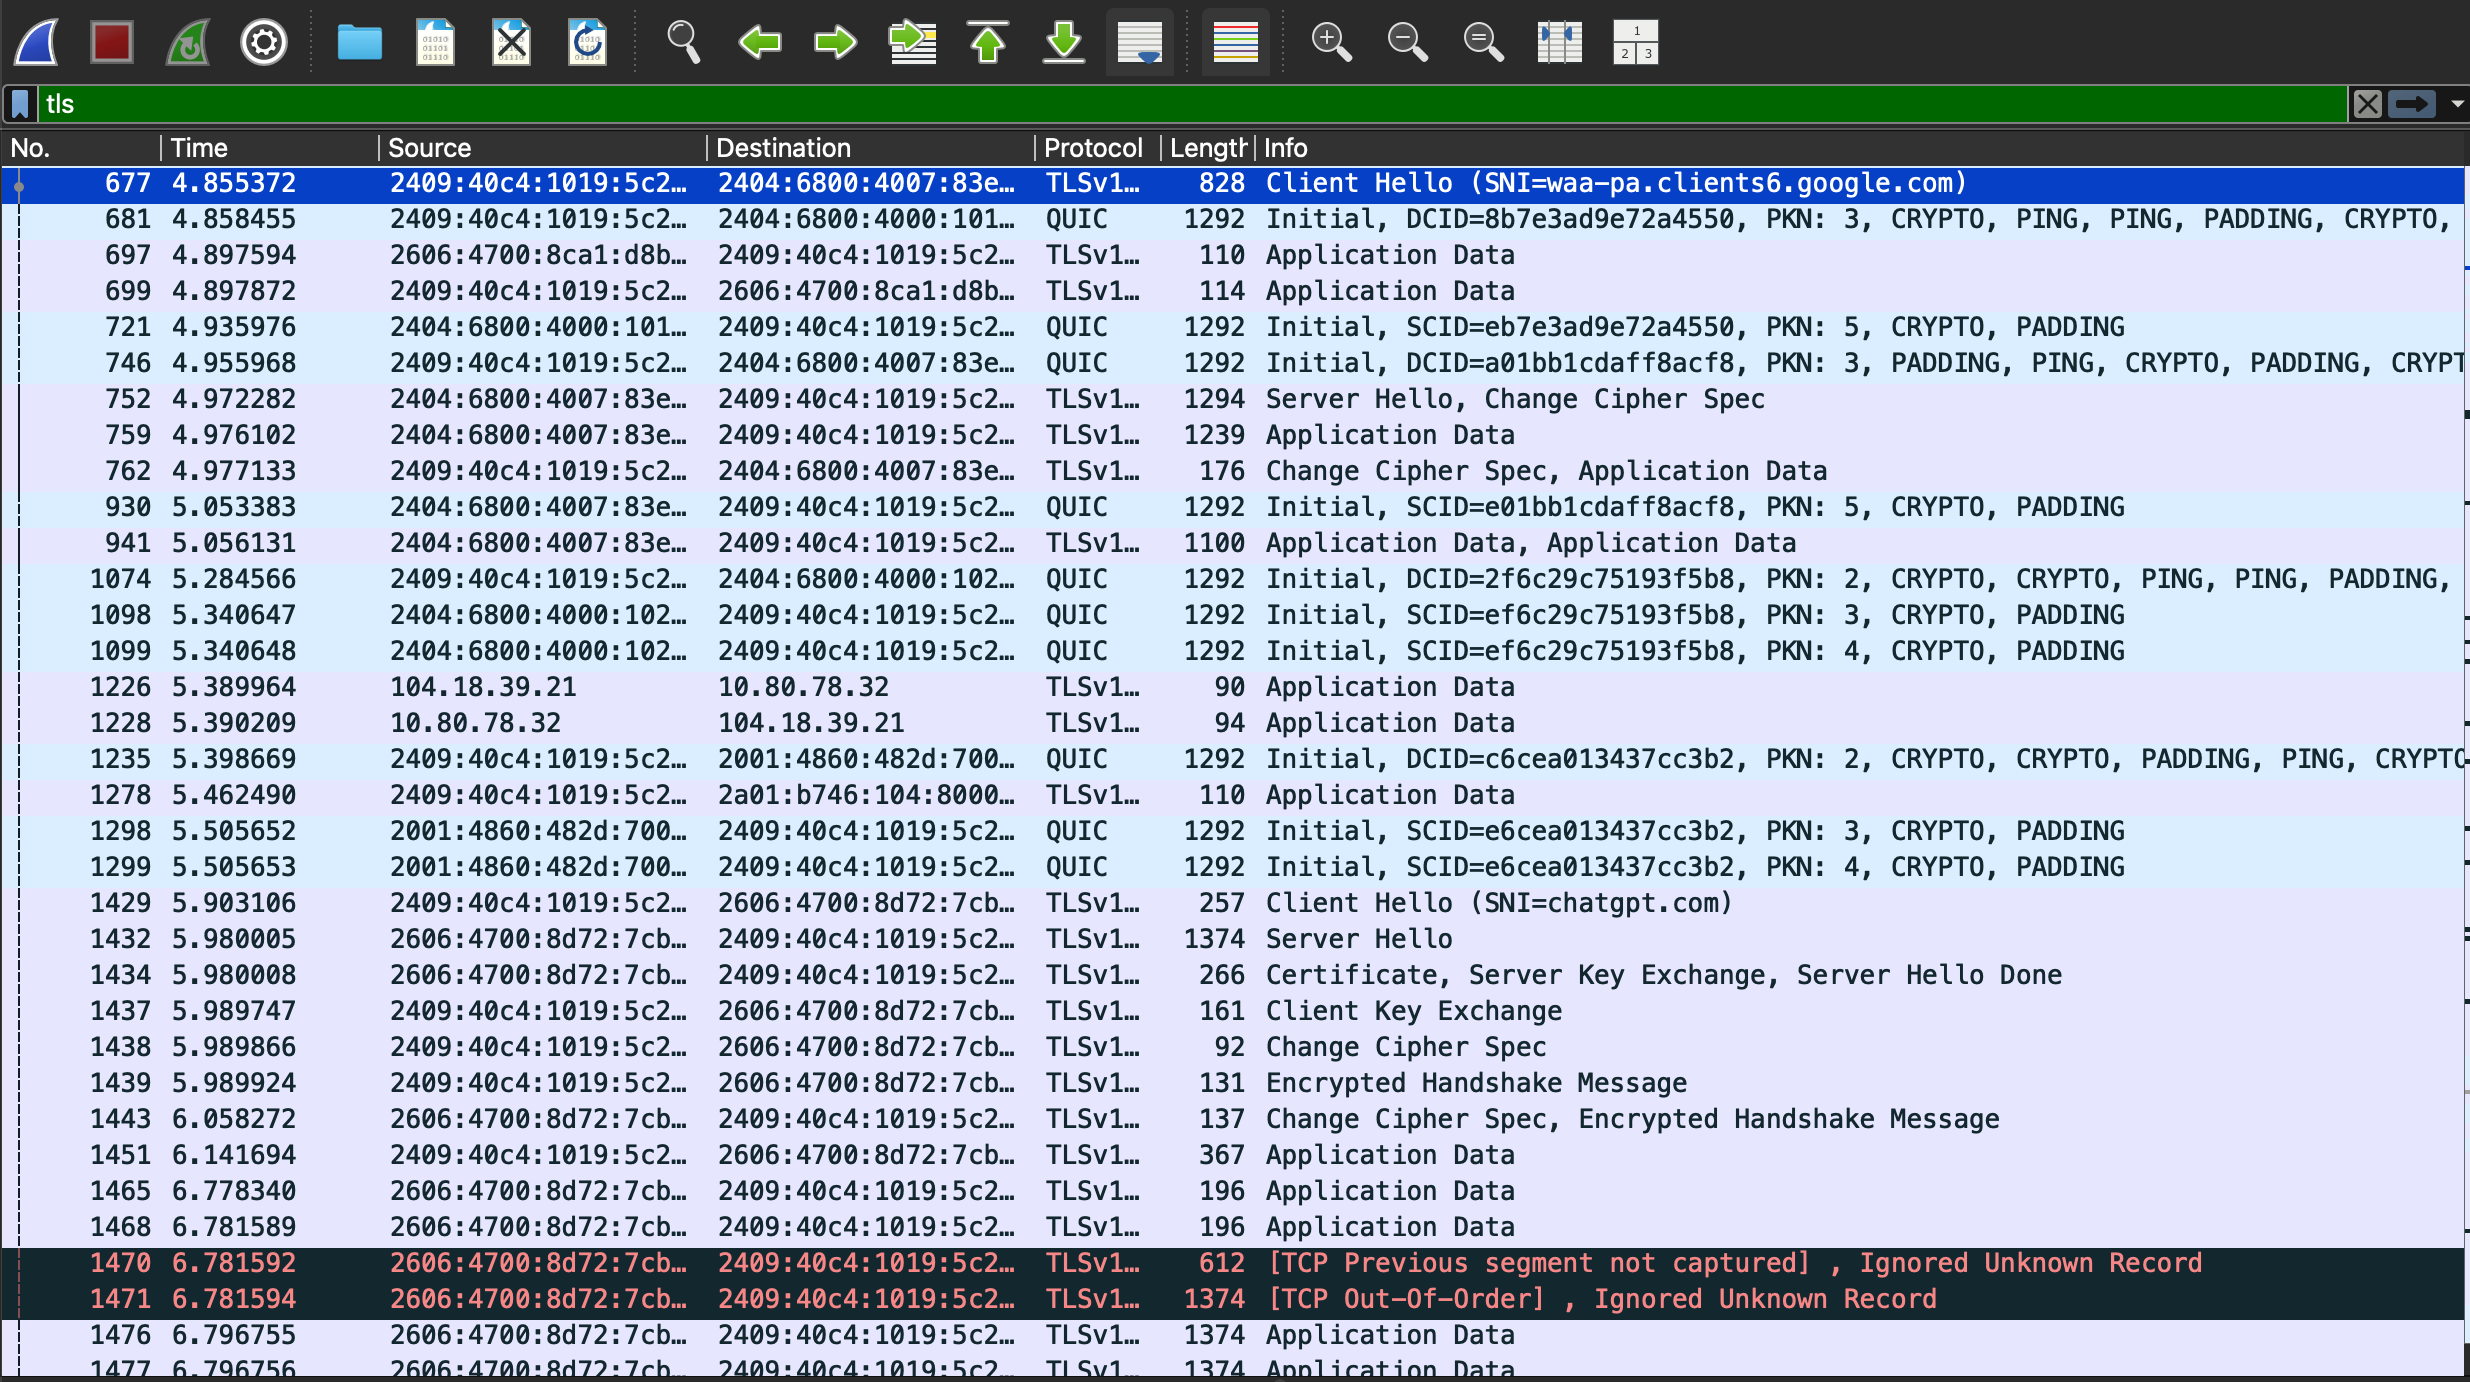 tls
No. Time Source Destination Protocol Length Info
677 4.855372 2409:40c4:1019:5c2… 2404:6800:4007:83e… TLSv1… 828 Client Hello (SNI=waa-pa.clients6.google.com)
681 4.858455 2409:40c4:1019:5c2… 2404:6800:4000:101… QUIC 1292 Initial, DCID=8b7e3ad9e72a4550, PKN: 3, CRYPTO, PING, PING, PADDING, CRYPTO,
697 4.897594 2606:4700:8ca1:d8b… 2409:40c4:1019:5c2… TLSv1… 110 Application Data
699 4.897872 2409:40c4:1019:5c2… 2606:4700:8ca1:d8b… TLSv1… 114 Application Data
721 4.935976 2404:6800:4000:101… 2409:40c4:1019:5c2… QUIC 1292 Initial, SCID=eb7e3ad9e72a4550, PKN: 5, CRYPTO, PADDING
746 4.955968 2409:40c4:1019:5c2… 2404:6800:4007:83e… QUIC 1292 Initial, DCID=a01bb1cdaff8acf8, PKN: 3, PADDING, PING, CRYPTO, PADDING, CRYPT
752 4.972282 2404:6800:4007:83e… 2409:40c4:1019:5c2… TLSv1… 1294 Server Hello, Change Cipher Spec
759 4.976102 2404:6800:4007:83e… 2409:40c4:1019:5c2… TLSv1… 1239 Application Data
762 4.977133 2409:40c4:1019:5c2… 2404:6800:4007:83e… TLSv1… 176 Change Cipher Spec, Application Data
930 5.053383 2404:6800:4007:83e… 2409:40c4:1019:5c2… QUIC 1292 Initial, SCID=e01bb1cdaff8acf8, PKN: 5, CRYPTO, PADDING
941 5.056131 2404:6800:4007:83e… 2409:40c4:1019:5c2… TLSv1… 1100 Application Data, Application Data
1074 5.284566 2409:40c4:1019:5c2… 2404:6800:4000:102… QUIC 1292 Initial, DCID=2f6c29c75193f5b8, PKN: 2, CRYPTO, CRYPTO, PING, PING, PADDING,
1098 5.340647 2404:6800:4000:102… 2409:40c4:1019:5c2… QUIC 1292 Initial, SCID=ef6c29c75193f5b8, PKN: 3, CRYPTO, PADDING
1099 5.340648 2404:6800:4000:102… 2409:40c4:1019:5c2… QUIC 1292 Initial, SCID=ef6c29c75193f5b8, PKN: 4, CRYPTO, PADDING
1226 5.389964 104.18.39.21 10.80.78.32 TLSv1… 90 Application Data
1228 5.390209 10.80.78.32 104.18.39.21 TLSv1… 94 Application Data
1235 5.398669 2409:40c4:1019:5c2… 2001:4860:482d:700… QUIC 1292 Initial, DCID=c6cea013437cc3b2, PKN: 2, CRYPTO, CRYPTO, PADDING, PING, CRYPTO
1278 5.462490 2409:40c4:1019:5c2… 2a01:b746:104:8000… TLSv1… 110 Application Data
1298 5.505652 2001:4860:482d:700… 2409:40c4:1019:5c2… QUIC 1292 Initial, SCID=e6cea013437cc3b2, PKN: 3, CRYPTO, PADDING
1299 5.505653 2001:4860:482d:700… 2409:40c4:1019:5c2… QUIC 1292 Initial, SCID=e6cea013437cc3b2, PKN: 4, CRYPTO, PADDING
1429 5.903106 2409:40c4:1019:5c2… 2606:4700:8d72:7cb… TLSv1… 257 Client Hello (SNI=chatgpt.com)
1432 5.980005 2606:4700:8d72:7cb… 2409:40c4:1019:5c2… TLSv1… 1374 Server Hello
1434 5.980008 2606:4700:8d72:7cb… 2409:40c4:1019:5c2… TLSv1… 266 Certificate, Server Key Exchange, Server Hello Done
1437 5.989747 2409:40c4:1019:5c2… 2606:4700:8d72:7cb… TLSv1… 161 Client Key Exchange
1438 5.989866 2409:40c4:1019:5c2… 2606:4700:8d72:7cb… TLSv1… 92 Change Cipher Spec
1439 5.989924 2409:40c4:1019:5c2… 2606:4700:8d72:7cb… TLSv1… 131 Encrypted Handshake Message
1443 6.058272 2606:4700:8d72:7cb… 2409:40c4:1019:5c2… TLSv1… 137 Change Cipher Spec, Encrypted Handshake Message
1451 6.141694 2409:40c4:1019:5c2… 2606:4700:8d72:7cb… TLSv1… 367 Application Data
1465 6.778340 2606:4700:8d72:7cb… 2409:40c4:1019:5c2… TLSv1… 196 Application Data
1468 6.781589 2606:4700:8d72:7cb… 2409:40c4:1019:5c2… TLSv1… 196 Application Data
1470 6.781592 2606:4700:8d72:7cb… 2409:40c4:1019:5c2… TLSv1… 612 [TCP Previous segment not captured] , Ignored Unknown Record
1471 6.781594 2606:4700:8d72:7cb… 2409:40c4:1019:5c2… TLSv1… 1374 [TCP Out-Of-Order] , Ignored Unknown Record
1476 6.796755 2606:4700:8d72:7cb… 2409:40c4:1019:5c2… TLSv1… 1374 Application Data
1477 6.796756 2606:4700:8d72:7cb… 2409:40c4:1019:5c2… TLSv1… 1374 Application Data